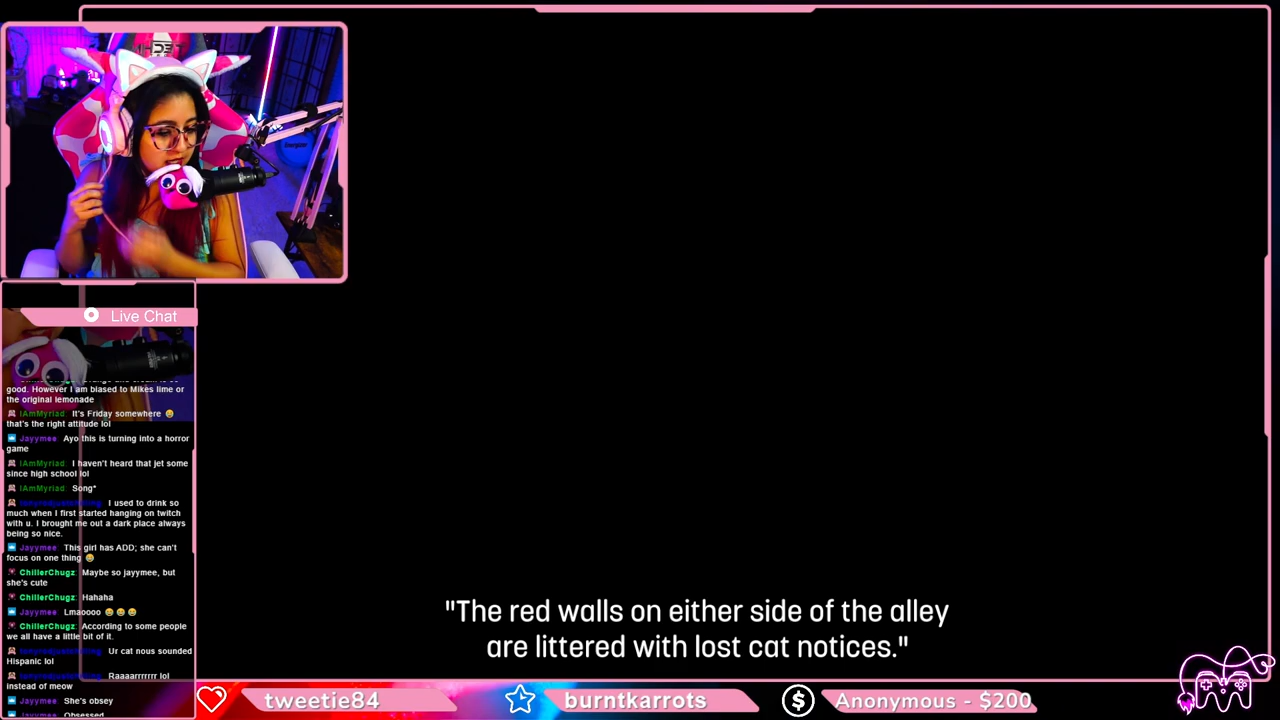 Energizer
Live Chat
good. However I am biased to Mikes lime or
the original lemonade
IAmMyriad: It's Friday somewhere 😅
that's the right attitude lol
Jayymee: Ayo this is turning into a horror
game
IAmMyriad: I haven't heard that jet some
since high school lol
IAmMyriad: Song*
I used to drink so
much when I first started hanging on twitch
with u. I brought me out a dark place always
being so nice.
Jayymee: This girl has ADD; she can't
focus on one thing 😅
ChillerChugz: Maybe so jayymee, but
she's cute
ChillerChugz: Hahaha
Jayymee: Lmaoooo 😅😅😅
ChillerChugz: According to some people
we all have a little bit of it.
Ur cat nous sounded
Hispanic lol
Raaaarrrrrrr lol
instead of meow
Jayymee: She's obsey
Jayymee: Obsessed
"The red walls on either side of the alley
are littered with lost cat notices."
tweetie84
burntkarrots
Anonymous - $200